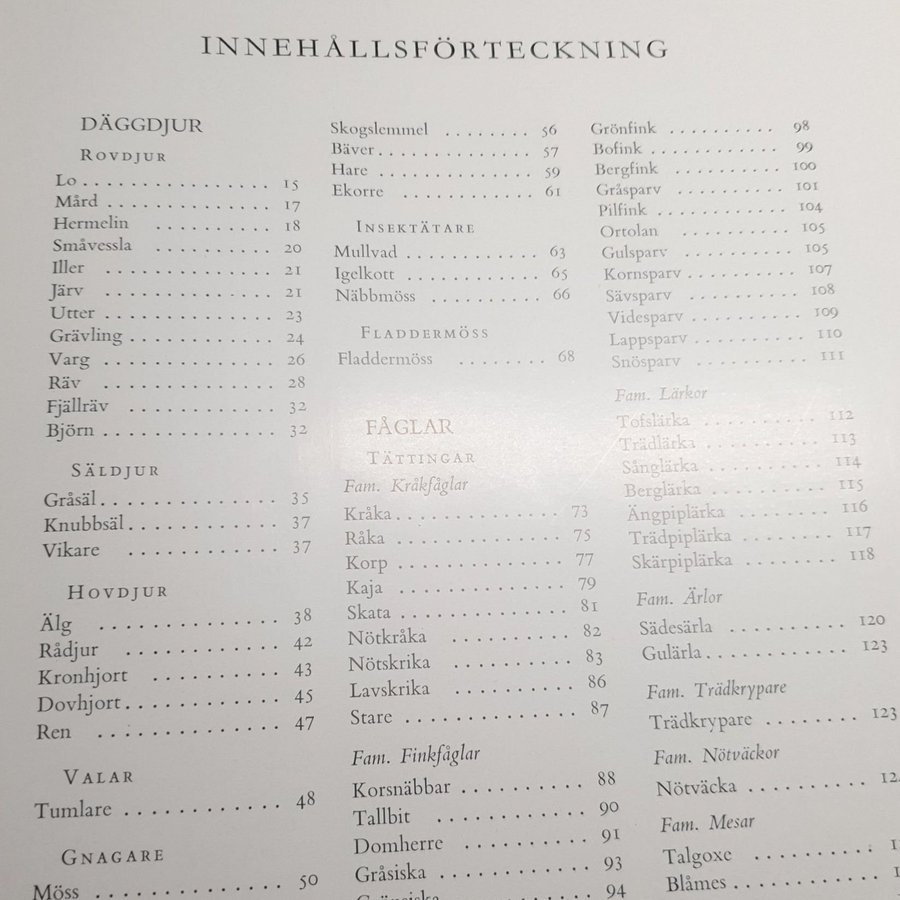 INNEHÅLLSFÖRTECKNING
DÄGGDJUR
ROVDJUR
Lo . . . . . . . . . . . . . . . . 15
Mård . . . . . . . . . . . . . . 17
Hermelin . . . . . . . . . . 18
Småvessla . . . . . . . . . . 20
Iller . . . . . . . . . . . . . 21
Järv . . . . . . . . . . . . . 21
Utter . . . . . . . . . . . . . 23
Grävling . . . . . . . . . . . . 24
Varg . . . . . . . . . . . . . 26
Räv . . . . . . . . . . . . . 28
Fjällräv . . . . . . . . . . . 32
Björn . . . . . . . . . . . . . 32
SÄLDJUR
Gråsäl . . . . . . . . . . . . . 35
Knubbsäl . . . . . . . . . . . . 37
Vikare . . . . . . . . . . . 37
HOVDJUR
Älg . . . . . . . . . . . . . 38
Rådjur . . . . . . . . . . . 42
Kronhjort . . . . . . . . . . 43
Dovhjort . . . . . . . . . . . . 45
Ren . . . . . . . . . . . . . 47
VALAR
Tumlare . . . . . . . . . . . . 48
GNAGARE
Möss . . . . . . . . . . . . . . 50
Skogslemmel . . . . . . . . 56
Bäver . . . . . . . . . . . . . 57
Hare . . . . . . . . . . . . . 59
Ekorre . . . . . . . . . . . 61
INSEKTÄTARE
Mullvad . . . . . . . . . . . 63
Igelkott . . . . . . . . . . . 65
Näbbmöss . . . . . . . . . . 66
FLADDERMÖSS
Fladdermöss . . . . . . . . 68
FÅGLAR
TÄTTINGAR
Fam. Kråkfåglar
Kråka . . . . . . . . . . . . . 73
Råka . . . . . . . . . . . . . 75
Korp . . . . . . . . . . . . . 77
Kaja . . . . . . . . . . . . . 79
Skata . . . . . . . . . . . . . 81
Nötkråka . . . . . . . . . . 82
Nötskrika . . . . . . . . . . 83
Lavskrika . . . . . . . . . . 86
Stare . . . . . . . . . . . . . 87
Fam. Finkfåglar
Korsnäbbar . . . . . . . . . . 88
Tallbit . . . . . . . . . . . 90
Domherre . . . . . . . . . . 91
Gråsiska . . . . . . . . . . . 93
Grönsiska . . . . . . . . . . 94
Grönfink . . . . . . . . . . 98
Bofink . . . . . . . . . . . . 99
Bergfink . . . . . . . . . . 100
Gråsparv . . . . . . . . . . 101
Pilfink . . . . . . . . . . . . 104
Ortolan . . . . . . . . . . 105
Gulsparv . . . . . . . . . . 105
Kornsparv . . . . . . . . . . 107
Sävsparv . . . . . . . . . . 108
Videsparv . . . . . . . . . . 109
Lappsparv . . . . . . . . . . 110
Snösparv . . . . . . . . . . 111
Fam. Lärkor
Tofslärka . . . . . . . . . . 112
Trädlärka . . . . . . . . . . 113
Sånglärka . . . . . . . . . . 114
Berglärka . . . . . . . . . . 115
Ängpiplärka . . . . . . . . . 116
Trädpiplärka . . . . . . . . 117
Skärpiplärka . . . . . . . . 118
Fam. Ärlor
Sädesärla . . . . . . . . . . 120
Gulärla . . . . . . . . . . . . 123
Fam. Trädkrypare
Trädkrypare . . . . . . . . 123
Fam. Nötväckor
Nötväcka . . . . . . . . . .
Fam. Mesar
Talgoxe . . . . . . . . . .
Blåmes . . . . . . . . . . . .